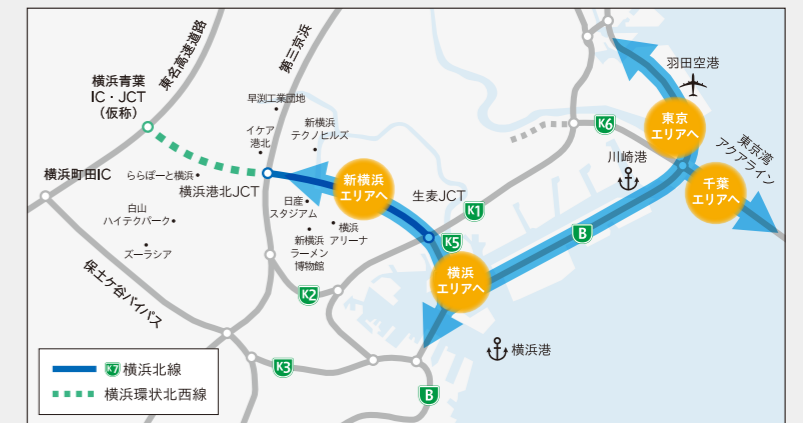 東名高速道路
第三京浜
横浜青葉
IC・JCT
(仮称)
早渕工業団地
イケア
港北
新横浜
テクノヒルズ
横浜町田IC
ららぽーと横浜
横浜港北JCT
白山
ハイテクパーク
ズーラシア
保土ケ谷バイパス
新横浜
エリアへ
日産
スタジアム
横浜
アリーナ
新横浜
ラーメン
博物館
生麦JCT
K1
K5
K2
K3
横浜
エリアへ
B
B
横浜港
羽田空港
K6
東京
エリアへ
川崎港
千葉
エリアへ
東京湾
アクアライン
K7 横浜北線
横浜環状北西線